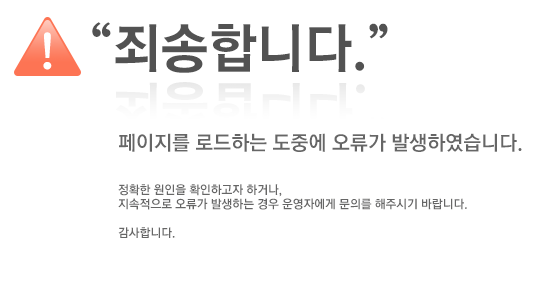 “죄송합니다.”
페이지를 로드하는 도중에 오류가 발생하였습니다.
정확한 원인을 확인하고자 하거나,
지속적으로 오류가 발생하는 경우 운영자에게 문의를 해주시기 바랍니다.
감사합니다.